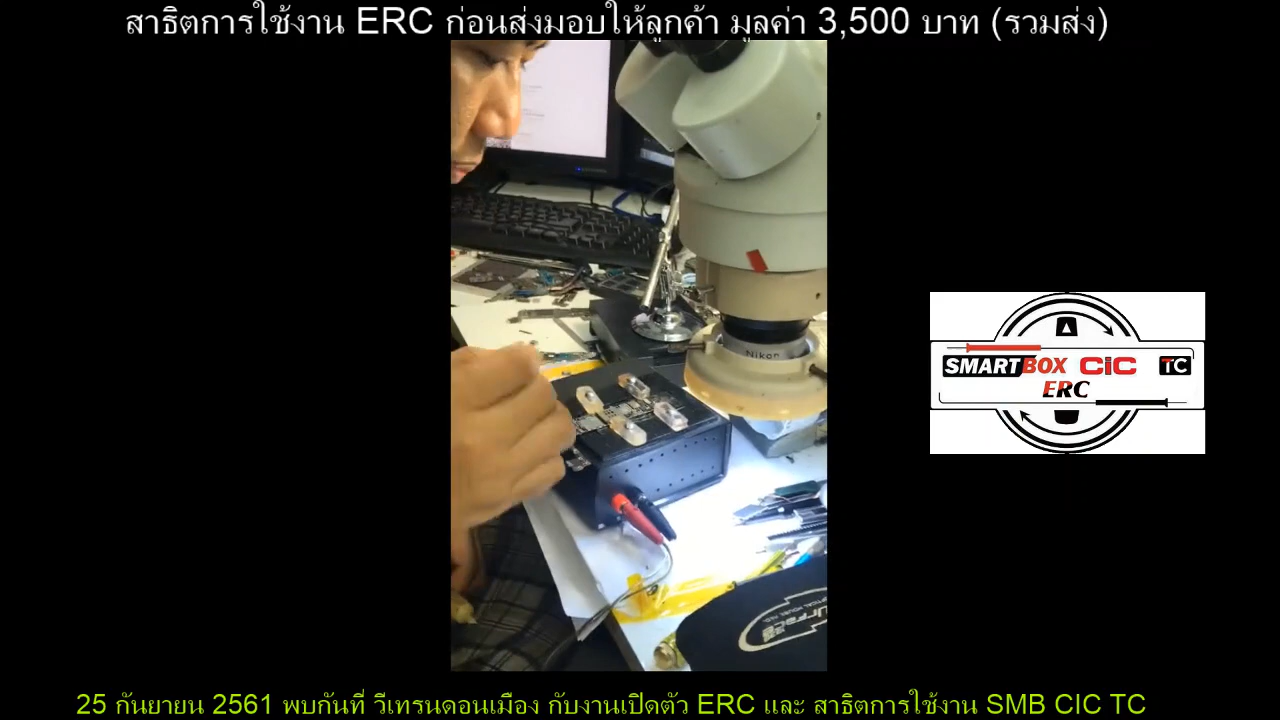 สาธิตการใช้งาน ERC ก่อนส่งมอบให้ลูกค้า มูลค่า 3,500 บาท (รวมส่ง)
Nikon
SMARTBOX CiC TC
ERC
25 กันยายน 2561 พบกันที่ วีเทรนดอนเมือง กับงานเปิดตัว ERC และ สาธิตการใช้งาน SMB CIC TC